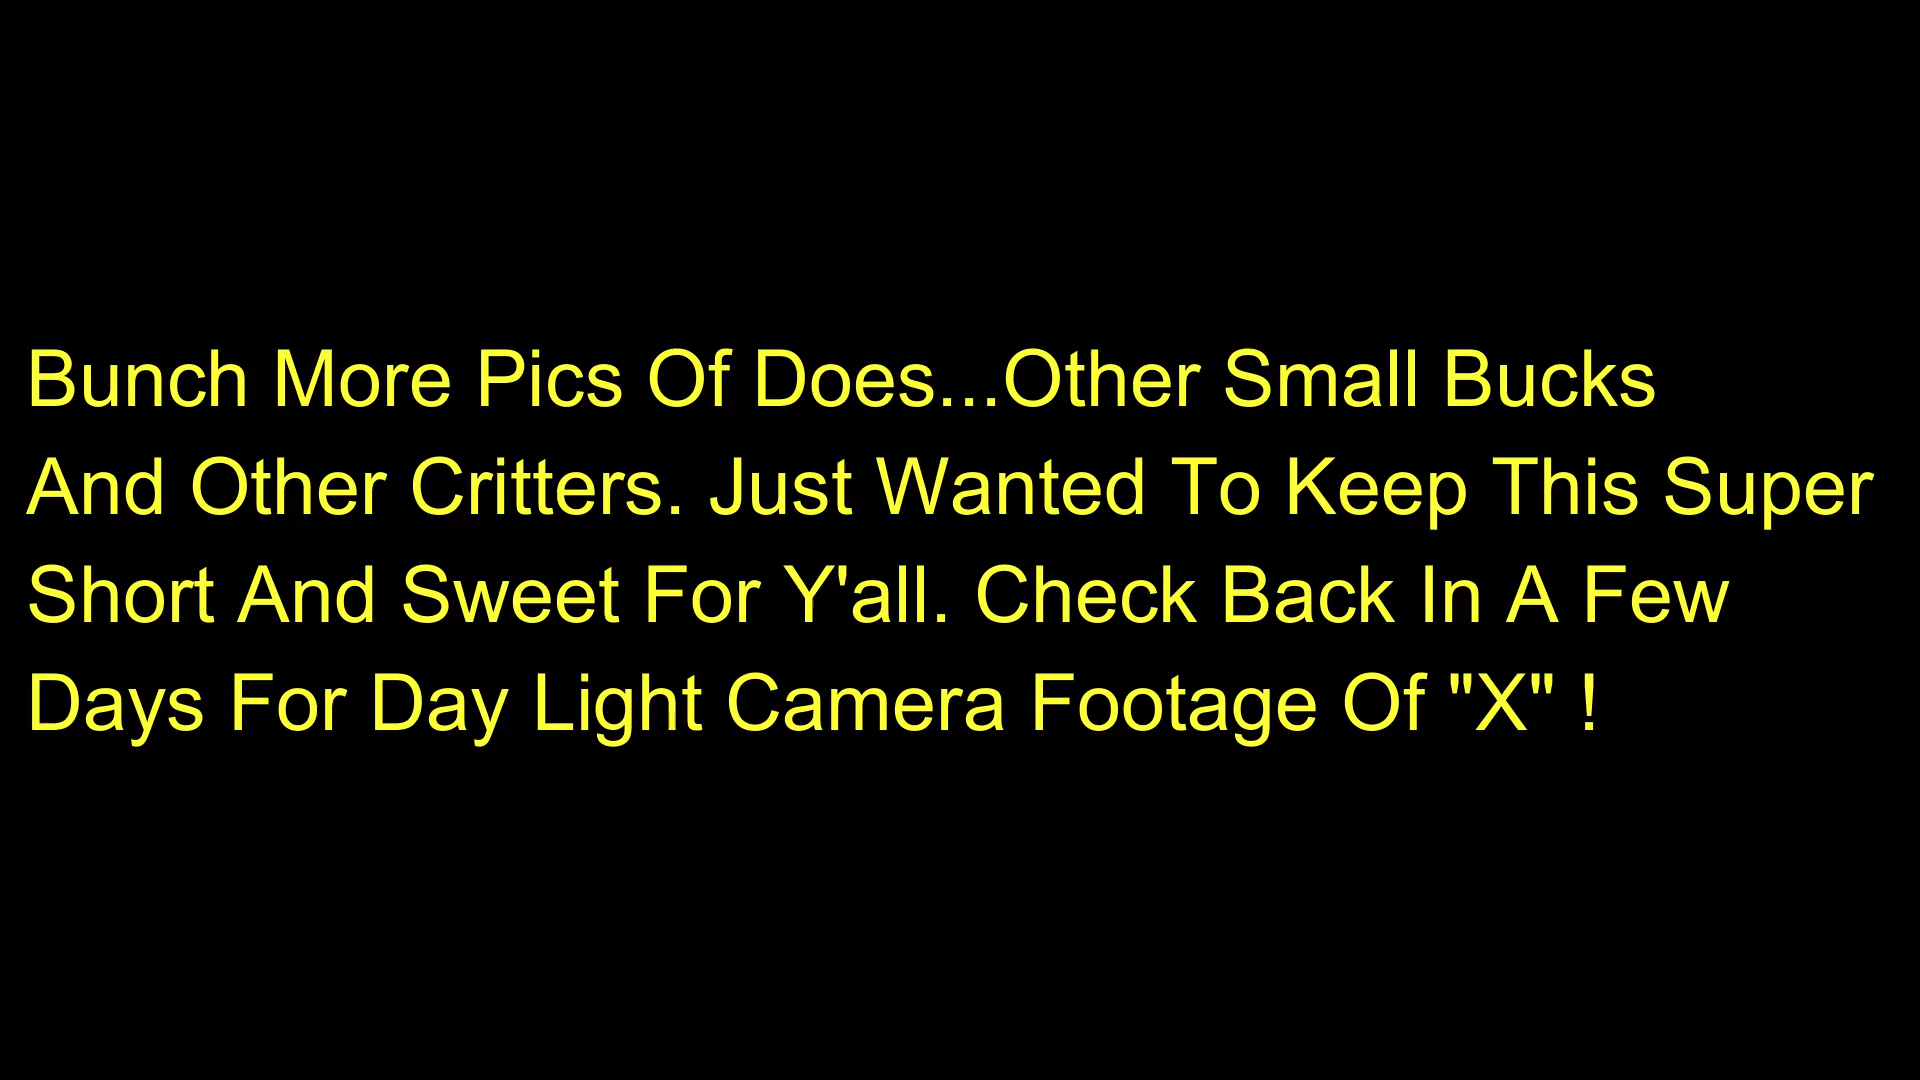 Bunch More Pics Of Does...Other Small Bucks
And Other Critters. Just Wanted To Keep This Super
Short And Sweet For Y'all. Check Back In A Few
Days For Day Light Camera Footage Of "X" !